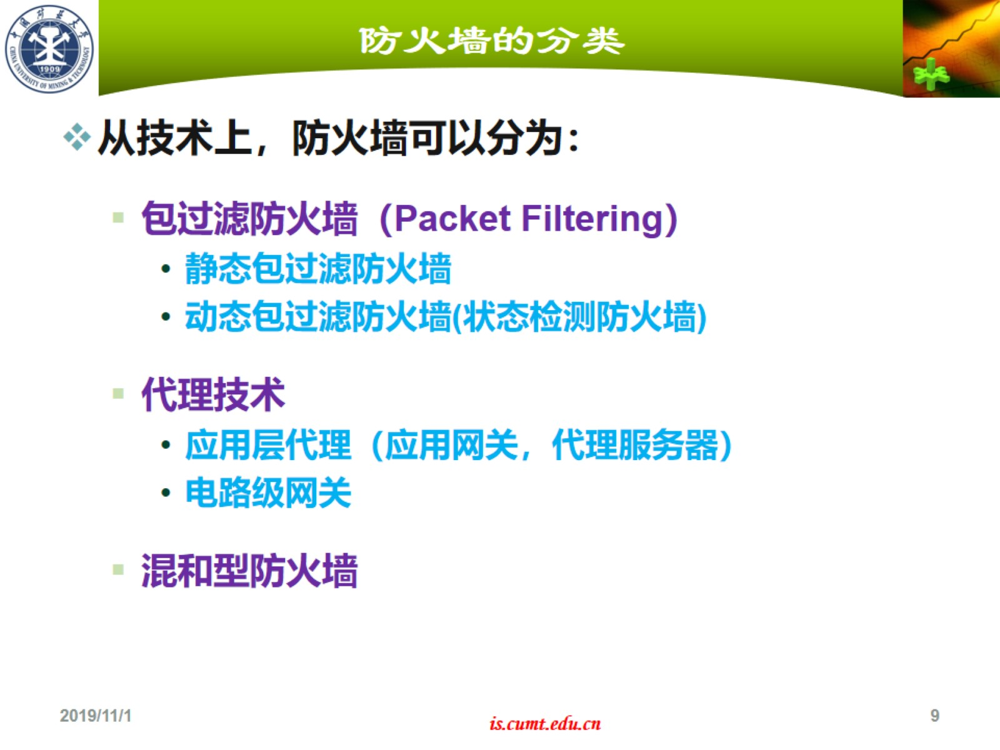 中国矿业大学
CHINA UNIVERSITY OF MINING & TECHNOLOGY
1909
防火墙的分类
从技术上，防火墙可以分为：
包过滤防火墙（Packet Filtering）
• 静态包过滤防火墙
• 动态包过滤防火墙(状态检测防火墙)
代理技术
• 应用层代理（应用网关，代理服务器）
• 电路级网关
混和型防火墙
2019/11/1
is.cumt.edu.cn
9